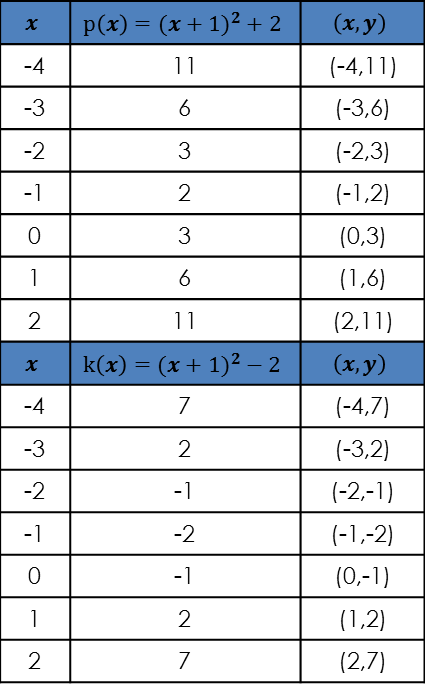 x p(x) = (x + 1)² + 2 (x, y)
-4 11 (-4,11)
-3 6 (-3,6)
-2 3 (-2,3)
-1 2 (-1,2)
0 3 (0,3)
1 6 (1,6)
2 11 (2,11)
x k(x) = (x + 1)² − 2 (x, y)
-4 7 (-4,7)
-3 2 (-3,2)
-2 -1 (-2,-1)
-1 -2 (-1,-2)
0 -1 (0,-1)
1 2 (1,2)
2 7 (2,7)